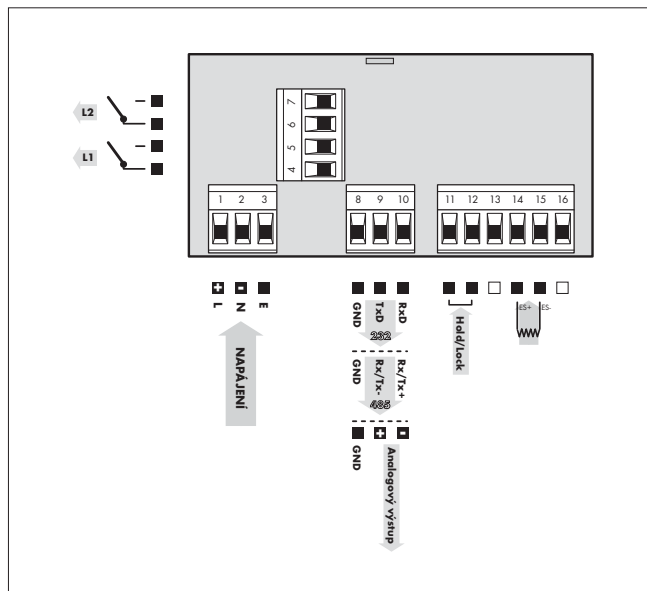 7
6
5
4
L2
L1
1 2 3
8 9 10
11 12 13 14 15 16
+ -
L N E
NAPÁJENÍ
GND TxD RxD
232
GND Rx/Tx- Rx/Tx+
485
+ -
GND
Analogový výstup
Hold/Lock
ES+ ES-